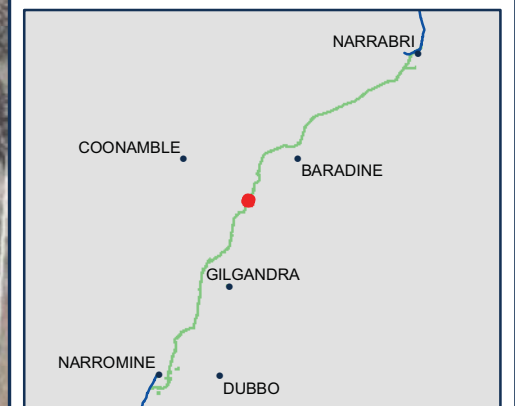 NARRABRI
COONAMBLE
BARADINE
GILGANDRA
NARROMINE
DUBBO